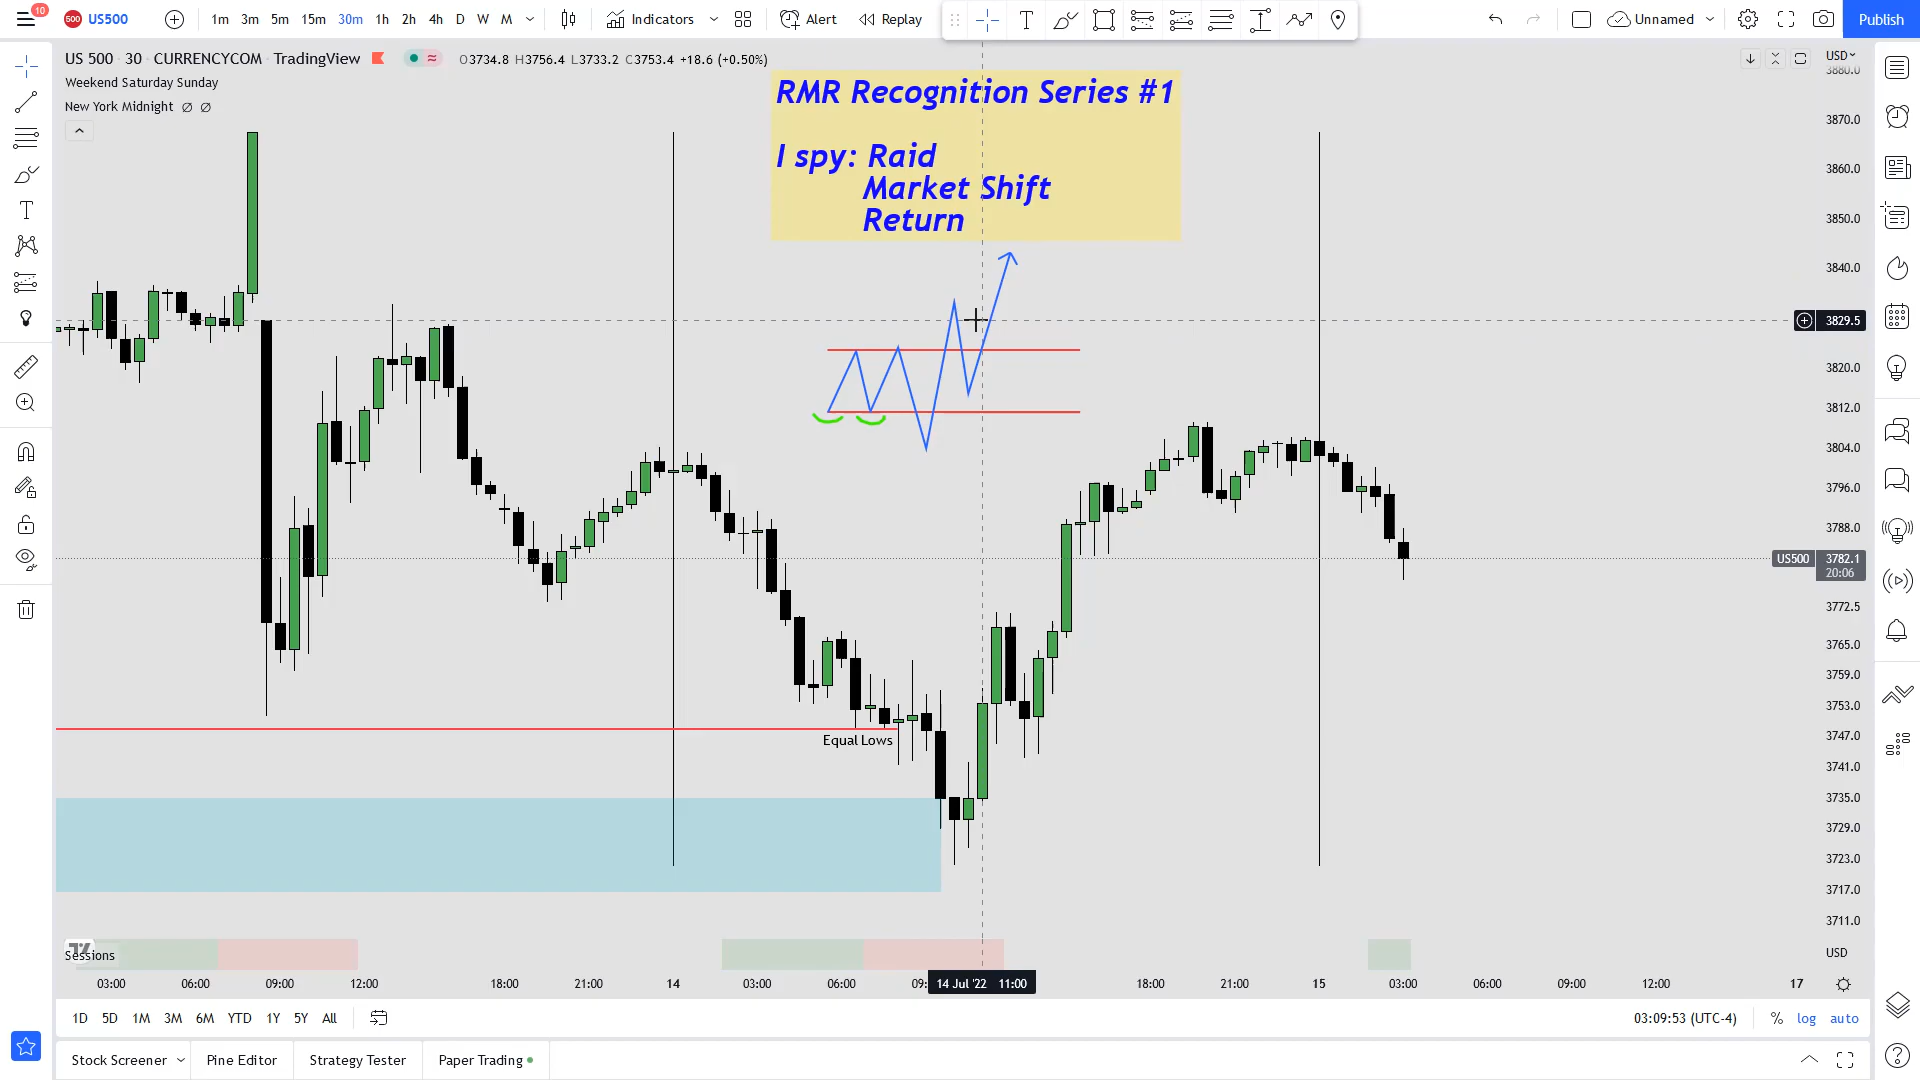 10
500 US500
1m 3m 5m 15m 30m 1h 2h 4h D W M
Indicators
Alert
Replay
Unnamed
Publish
US 500 · 30 · CURRENCYCOM · TradingView
O3734.8 H3756.4 L3733.2 C3753.4 +18.6 (+0.50%)
Weekend Saturday Sunday
New York Midnight
RMR Recognition Series #1
I spy: Raid
Market Shift
Return
Equal Lows
USD
3880.0
3870.0
3860.0
3850.0
3840.0
3829.5
3820.0
3812.0
3804.0
3796.0
3788.0
US500 3782.1
20:06
3772.5
3765.0
3759.0
3753.0
3747.0
3741.0
3735.0
3729.0
3723.0
3717.0
3711.0
USD
Sessions
03:00 06:00 09:00 12:00 18:00 21:00 14 03:00 06:00 09: 14 Jul '22 11:00 18:00 21:00 15 03:00 06:00 09:00 12:00 17
1D 5D 1M 3M 6M YTD 1Y 5Y All
03:09:53 (UTC-4) % log auto
Stock Screener Pine Editor Strategy Tester Paper Trading